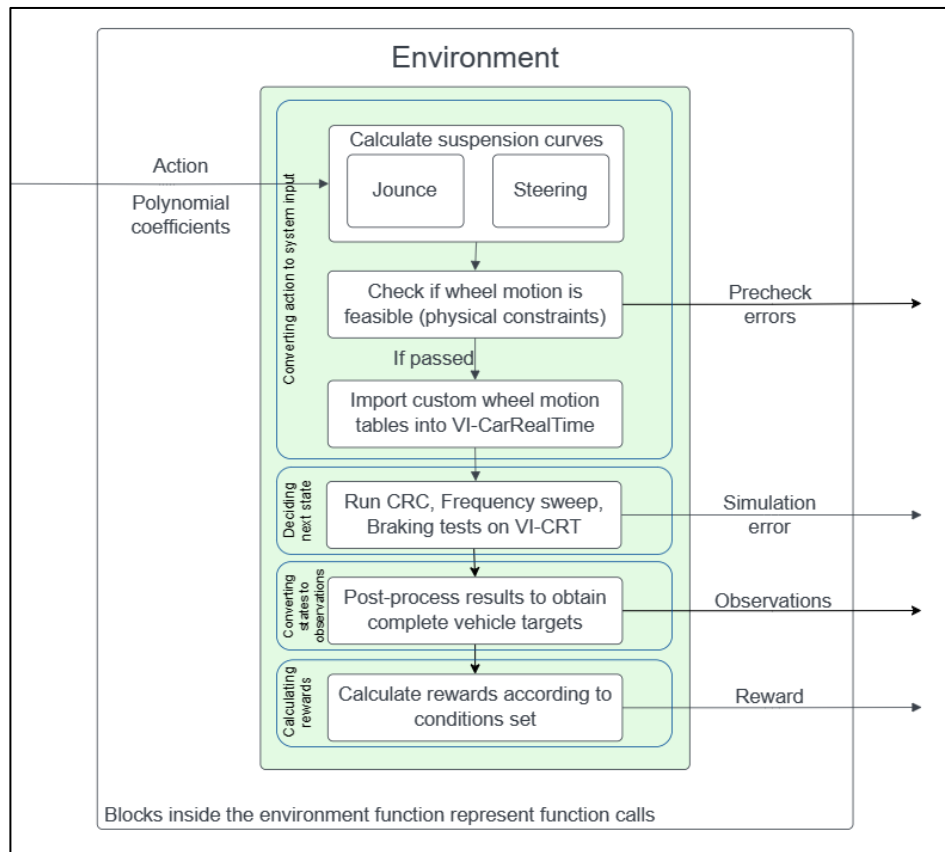 Environment
Action
Polynomial
coefficients
Converting action to system input
Calculate suspension curves
Jounce
Steering
Check if wheel motion is
feasible (physical constraints)
Precheck
errors
If passed
Import custom wheel motion
tables into VI-CarRealTime
Deciding
next state
Run CRC, Frequency sweep,
Braking tests on VI-CRT
Simulation
error
Converting
states to
observations
Post-process results to obtain
complete vehicle targets
Observations
Calculating
rewards
Calculate rewards according to
conditions set
Reward
Blocks inside the environment function represent function calls